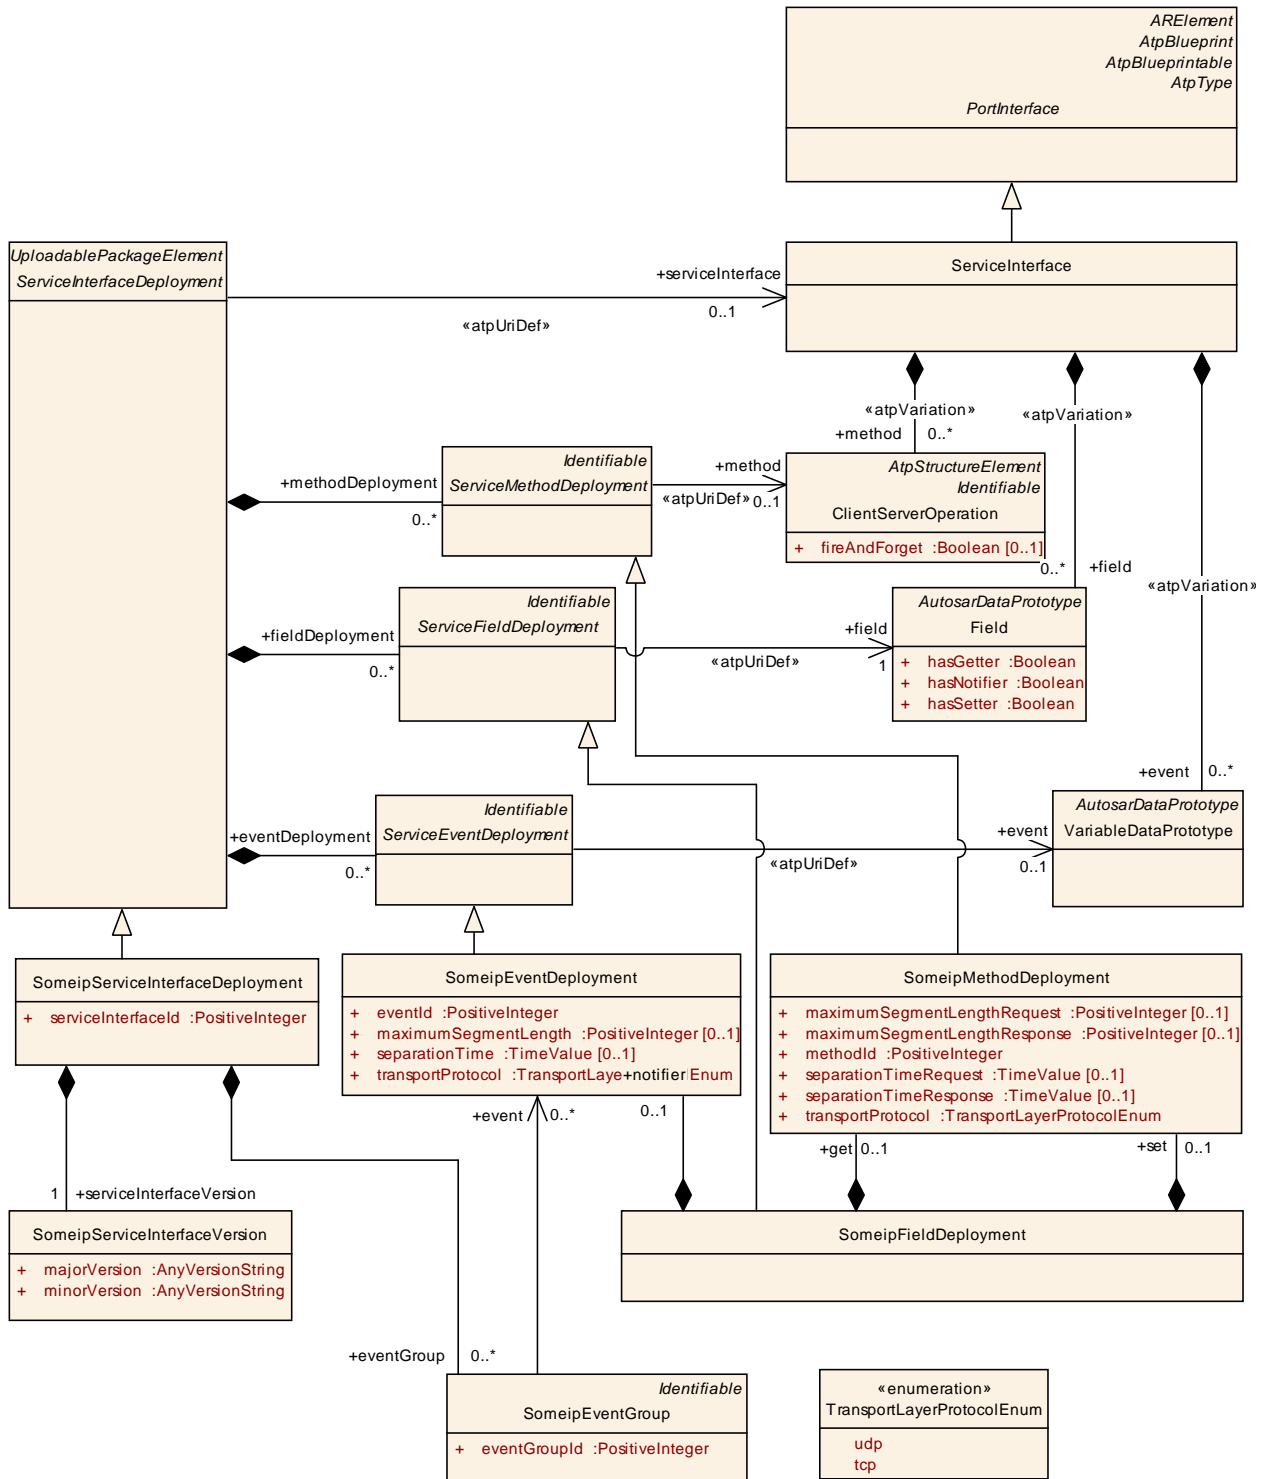 ARElement
AtpBlueprint
AtpBlueprintable
AtpType
PortInterface
UploadablePackageElement
ServiceInterfaceDeployment
+serviceInterface
0..1
«atpUriDef»
ServiceInterface
«atpVariation»
«atpVariation»
+method
0..*
+methodDeployment
0..*
Identifiable
ServiceMethodDeployment
+method
«atpUriDef»
0..1
AtpStructureElement
Identifiable
ClientServerOperation
+ fireAndForget :Boolean [0..1]
0..*
+field
«atpVariation»
+fieldDeployment
0..*
Identifiable
ServiceFieldDeployment
+field
«atpUriDef»
1
AutosarDataPrototype
Field
+ hasGetter :Boolean
+ hasNotifier :Boolean
+ hasSetter :Boolean
+event
0..*
+eventDeployment
0..*
Identifiable
ServiceEventDeployment
+event
«atpUriDef»
0..1
AutosarDataPrototype
VariableDataPrototype
SomeipServiceInterfaceDeployment
+ serviceInterfaceId :PositiveInteger
SomeipEventDeployment
+ eventId :PositiveInteger
+ maximumSegmentLength :PositiveInteger [0..1]
+ separationTime :TimeValue [0..1]
+ transportProtocol :TransportLaye+notifier Enum
SomeipMethodDeployment
+ maximumSegmentLengthRequest :PositiveInteger [0..1]
+ maximumSegmentLengthResponse :PositiveInteger [0..1]
+ methodId :PositiveInteger
+ separationTimeRequest :TimeValue [0..1]
+ separationTimeResponse :TimeValue [0..1]
+ transportProtocol :TransportLayerProtocolEnum
+event
0..*
0..1
+get
0..1
+set
0..1
1
+serviceInterfaceVersion
SomeipServiceInterfaceVersion
+ majorVersion :AnyVersionString
+ minorVersion :AnyVersionString
SomeipFieldDeployment
+eventGroup
0..*
Identifiable
SomeipEventGroup
+ eventGroupId :PositiveInteger
«enumeration»
TransportLayerProtocolEnum
udp
tcp